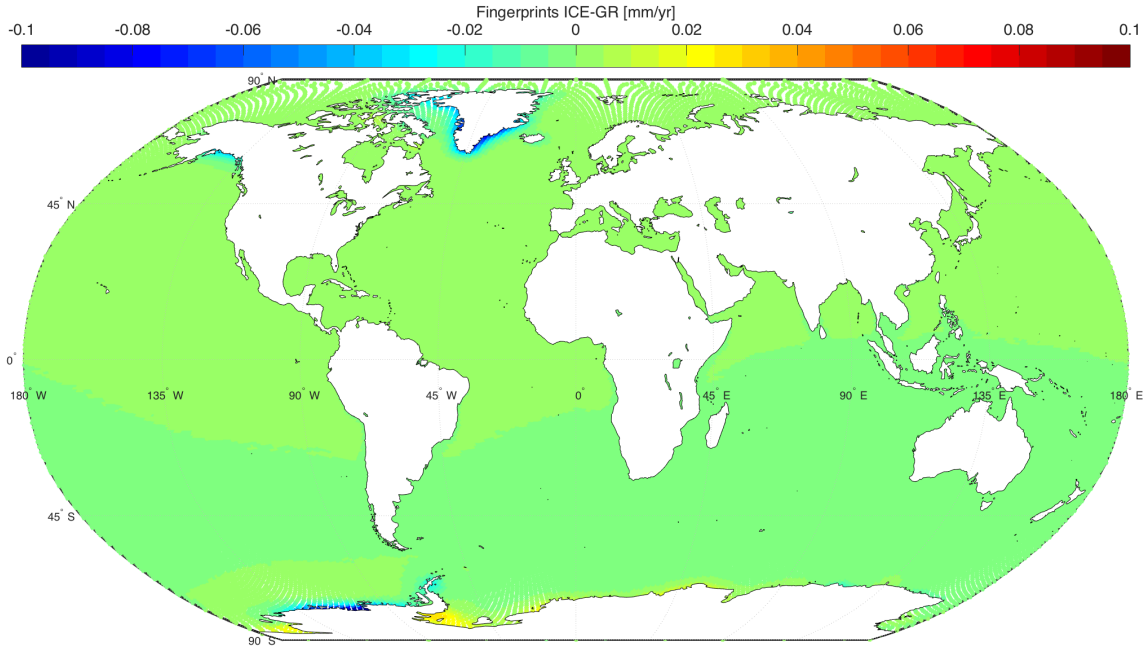 Fingerprints ICE-GR [mm/yr]
-0.1 -0.08 -0.06 -0.04 -0.02 0 0.02 0.04 0.06 0.08 0.1
90° N
45° N
0°
180° W 135° W 90° W 45° W 0° 45° E 90° E 135° E 180° E
45° S
90° S